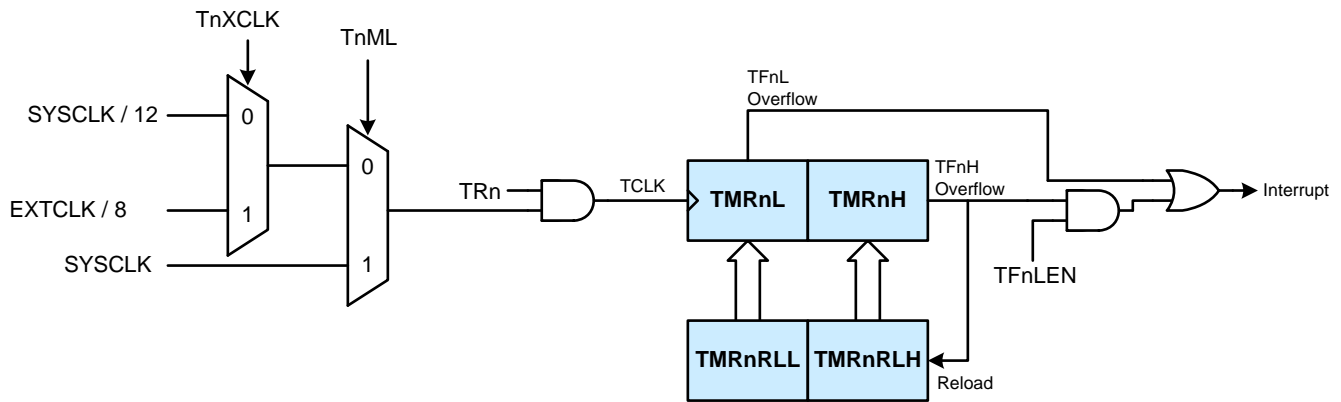 TnXCLK
TnML
TFnL
Overflow
SYSCLK / 12
0
0
TFnH
Overflow
TRn
TCLK
TMRnL
TMRnH
Interrupt
EXTCLK / 8
1
SYSCLK
1
TFnLEN
TMRnRLL
TMRnRLH
Reload